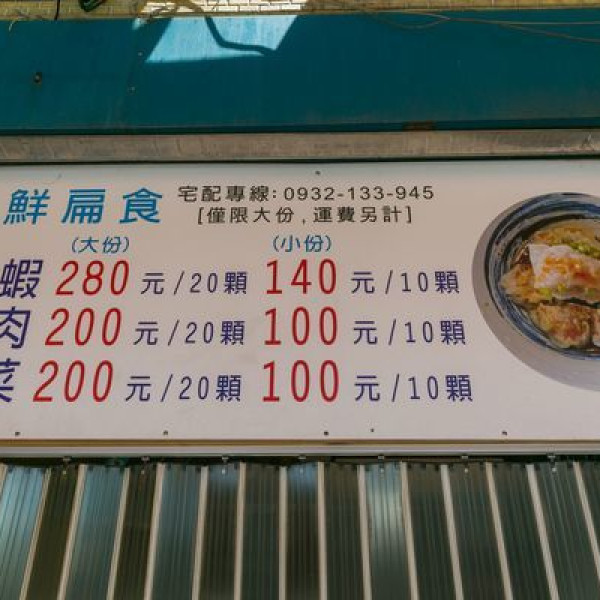 鮮扁食 宅配專線: 0932-133-945
[僅限大份, 運費另計]
(大份) (小份)
蝦 280 元/20顆 140 元/10顆
肉 200 元/20顆 100 元/10顆
菜 200 元/20顆 100 元/10顆